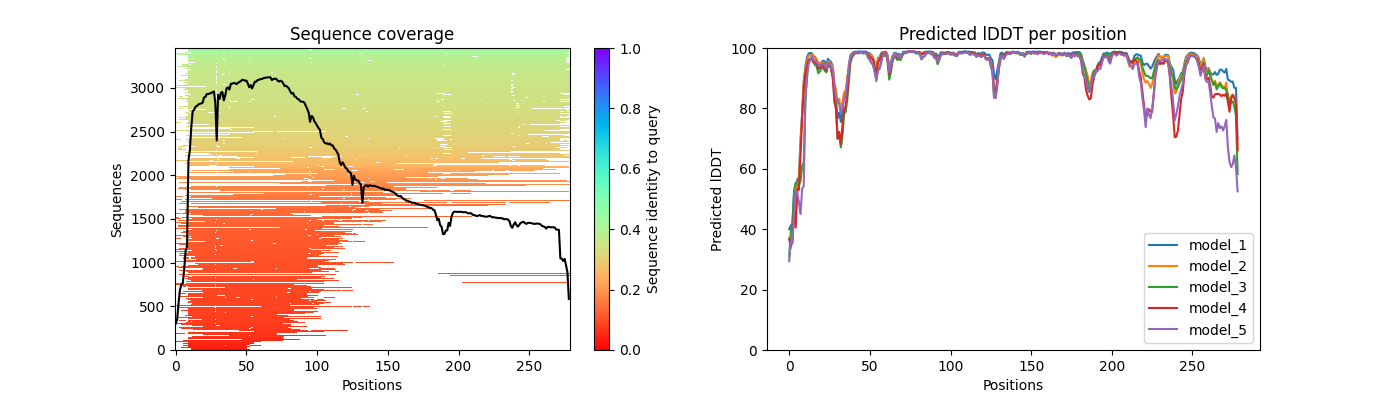 Sequence coverage
Sequences
3000
2500
2000
1500
1000
500
0
0 50 100 150 200 250
Positions
1.0
0.8
0.6
0.4
0.2
0.0
Sequence identity to query
Predicted lDDT per position
Predicted lDDT
100
80
60
40
20
0
0 50 100 150 200 250
Positions
model_1
model_2
model_3
model_4
model_5